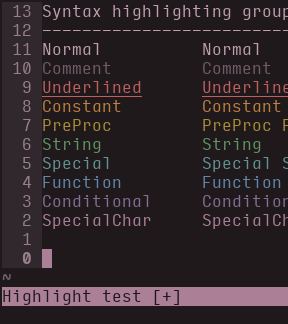 13 Syntax highlighting group
12 -------------------------
11 Normal Normal
10 Comment Comment
9 Underlined Underline
8 Constant Constant
7 PreProc PreProc F
6 String String
5 Special Special S
4 Function Function
3 Conditional Condition
2 SpecialChar SpecialCh
1
0
~
Highlight test [+]